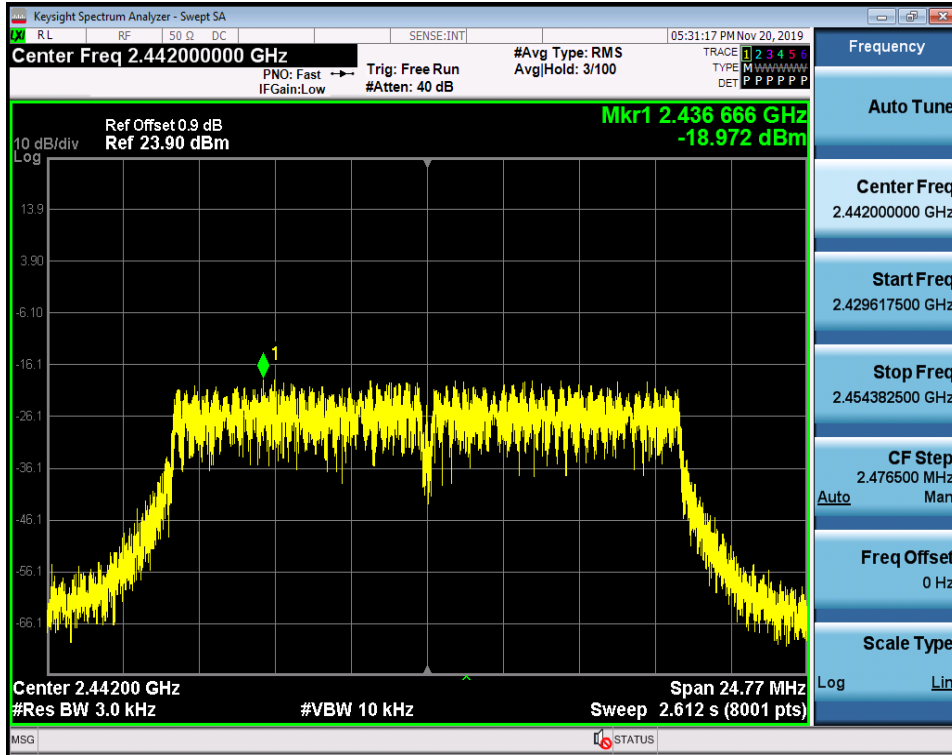 Keysight Spectrum Analyzer - Swept SA
LXI RL RF 50 Ω DC SENSE:INT 05:31:17 PM Nov 20, 2019
Center Freq 2.442000000 GHz
PNO: Fast
IFGain:Low
Trig: Free Run
#Atten: 40 dB
#Avg Type: RMS
Avg|Hold: 3/100
TRACE 1 2 3 4 5 6
TYPE M W W W W W
DET P P P P P P
Mkr1 2.436 666 GHz
-18.972 dBm
Ref Offset 0.9 dB
10 dB/div Ref 23.90 dBm
Log
13.9
3.90
-6.10
-16.1
-26.1
-36.1
-46.1
-56.1
-66.1
1
Center 2.44200 GHz Span 24.77 MHz
#Res BW 3.0 kHz #VBW 10 kHz Sweep 2.612 s (8001 pts)
MSG STATUS
Frequency
Auto Tune
Center Freq
2.442000000 GHz
Start Freq
2.429617500 GHz
Stop Freq
2.454382500 GHz
CF Step
2.476500 MHz
Auto Man
Freq Offset
0 Hz
Scale Type
Log Lin